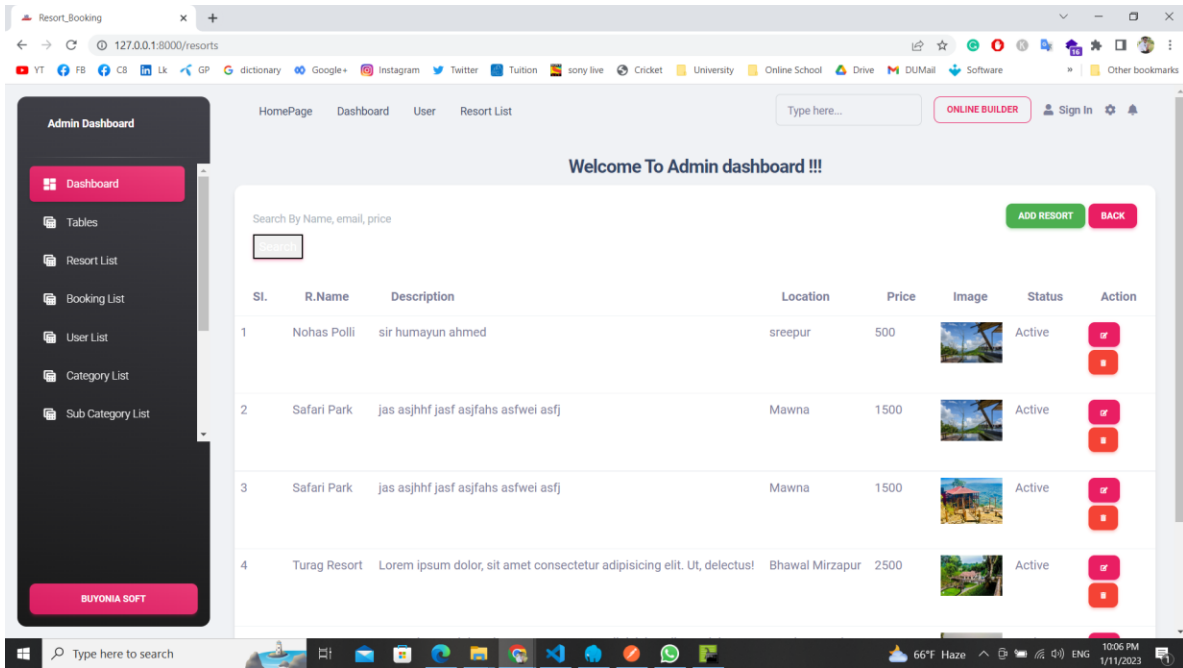 Resort_Booking
127.0.0.1:8000/resorts
YT FB C8 Lk GP dictionary Google+ Instagram Twitter Tuition sony live Cricket University Online School Drive DUMail Software » Other bookmarks
Admin Dashboard
HomePage Dashboard User Resort List Type here... ONLINE BUILDER Sign In
Welcome To Admin dashboard !!!
Dashboard
Tables
Resort List
Booking List
User List
Category List
Sub Category List
BUYONIA SOFT
Search By Name, email, price
ADD RESORT BACK
Search
Sl. R.Name Description Location Price Image Status Action
1 Nohas Polli sir humayun ahmed sreepur 500 Active
2 Safari Park jas asjhhf jasf asjfahs asfwei asfj Mawna 1500 Active
3 Safari Park jas asjhhf jasf asjfahs asfwei asfj Mawna 1500 Active
4 Turag Resort Lorem ipsum dolor, sit amet consectetur adipisicing elit. Ut, delectus! Bhawal Mirzapur 2500 Active
Type here to search
66°F Haze ENG 10:06 PM
1/11/2023